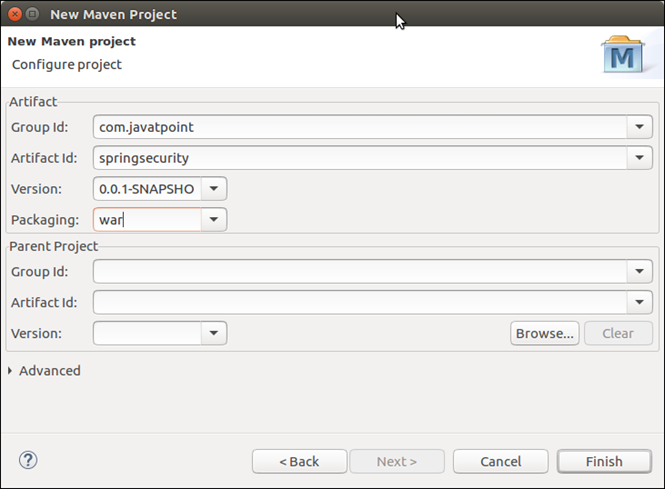 New Maven Project
New Maven project
Configure project
M
Artifact
Group Id: com.javatpoint
Artifact Id: springsecurity
Version: 0.0.1-SNAPSHO
Packaging: war
Parent Project
Group Id:
Artifact Id:
Version: Browse... Clear
Advanced
? < Back Next > Cancel Finish